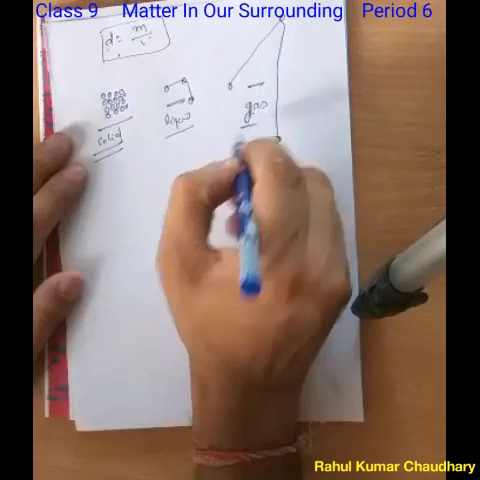 Class 9 Matter In Our Surrounding Period 6
d = m/v
solid
liquid
gas
Rahul Kumar Chaudhary